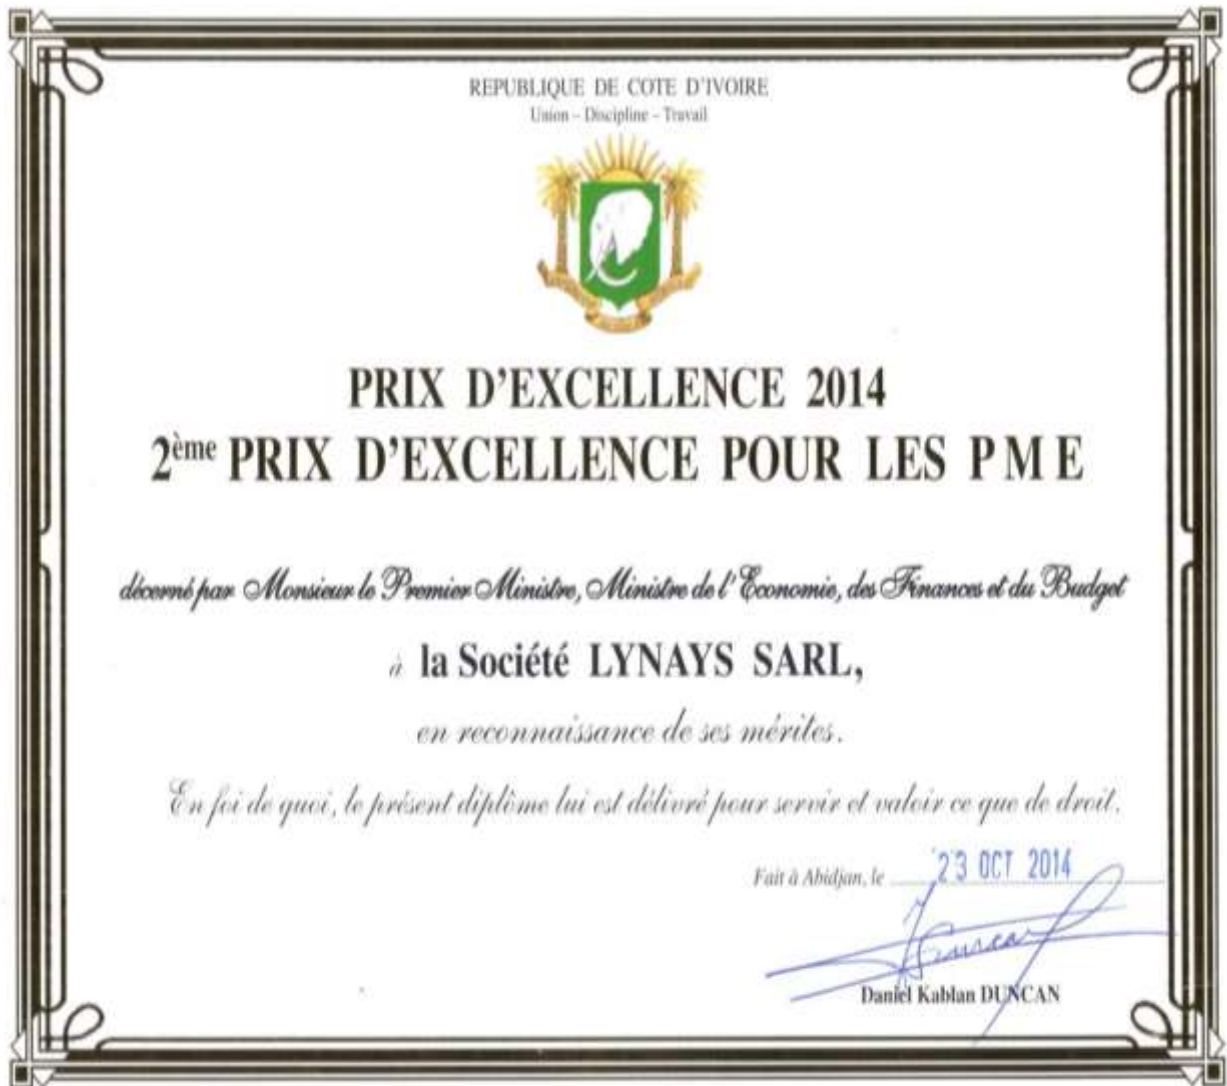 REPUBLIQUE DE COTE D'IVOIRE
Union – Discipline – Travail
PRIX D'EXCELLENCE 2014
2ème PRIX D'EXCELLENCE POUR LES P M E
décerné par Monsieur le Premier Ministre, Ministre de l'Economie, des Finances et du Budget
à la Société LYNAYS SARL,
en reconnaissance de ses mérites.
En foi de quoi, le présent diplôme lui est délivré pour servir et valoir ce que de droit.
Fait à Abidjan, le 23 OCT 2014
Daniel Kablan DUNCAN